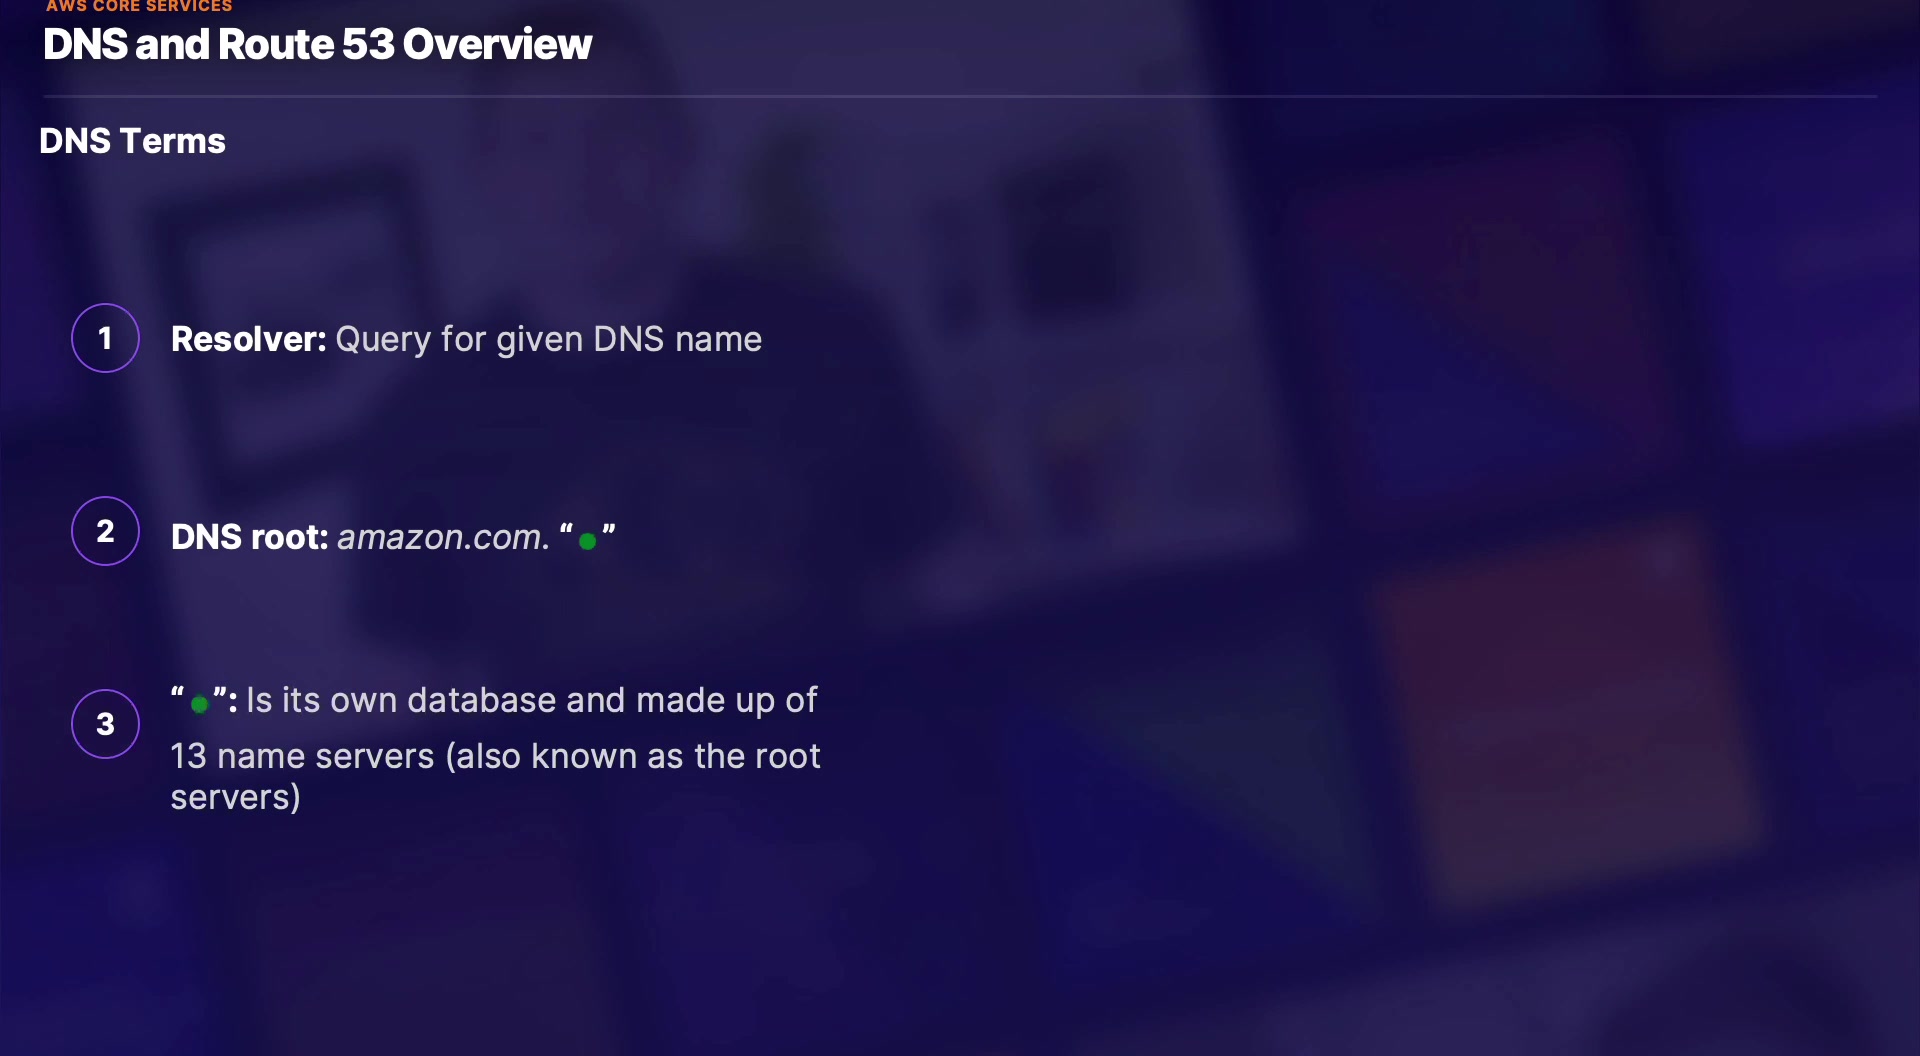 AWS CORE SERVICES
DNS and Route 53 Overview
DNS Terms
1 Resolver: Query for given DNS name
2 DNS root: amazon.com. “●”
3 “●”: Is its own database and made up of
13 name servers (also known as the root
servers)